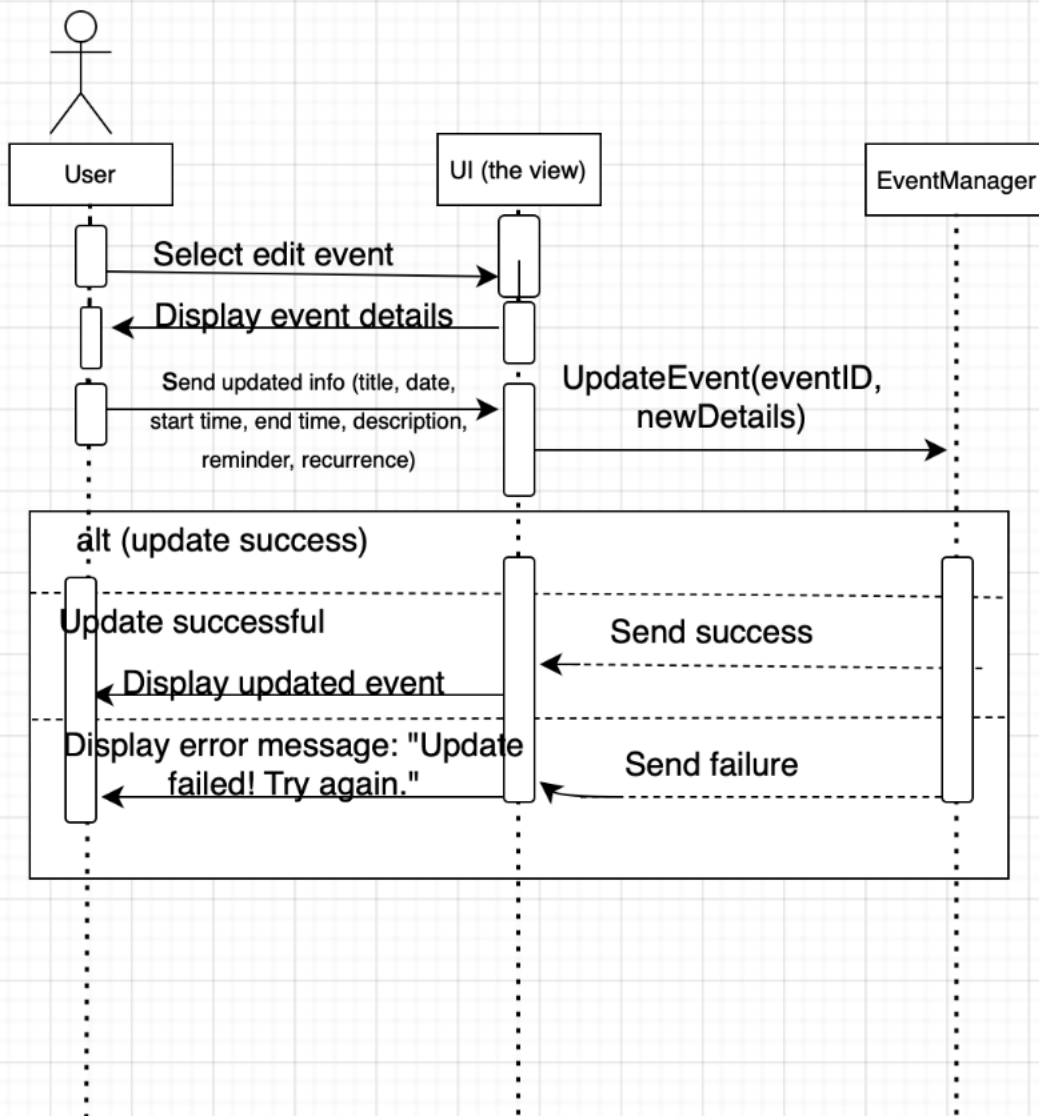 User
UI (the view)
EventManager
Select edit event
Display event details
Send updated info (title, date,
start time, end time, description,
reminder, recurrence)
UpdateEvent(eventID,
newDetails)
alt (update success)
Update successful
Send success
Display updated event
Display error message: "Update
failed! Try again."
Send failure